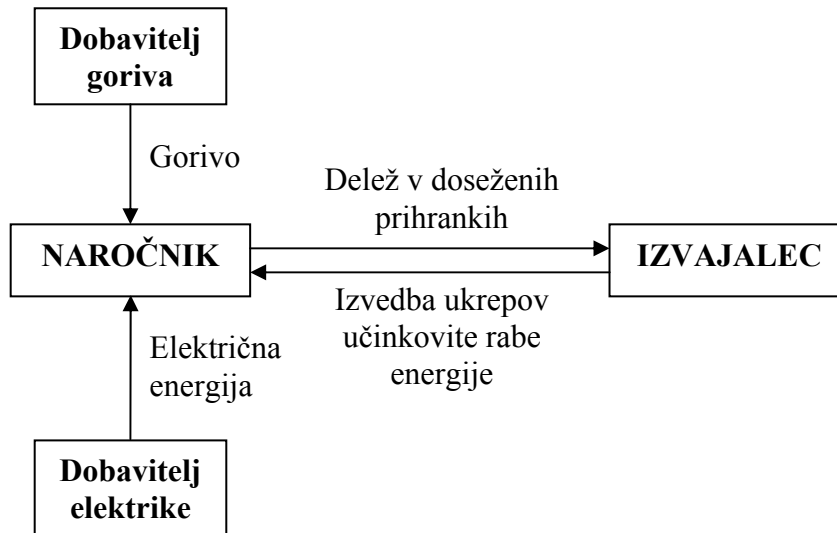 Dobavitelj
goriva
Gorivo
Delež v doseženih
prihrankih
NAROČNIK
IZVAJALEC
Izvedba ukrepov
učinkovite rabe
energije
Električna
energija
Dobavitelj
elektrike